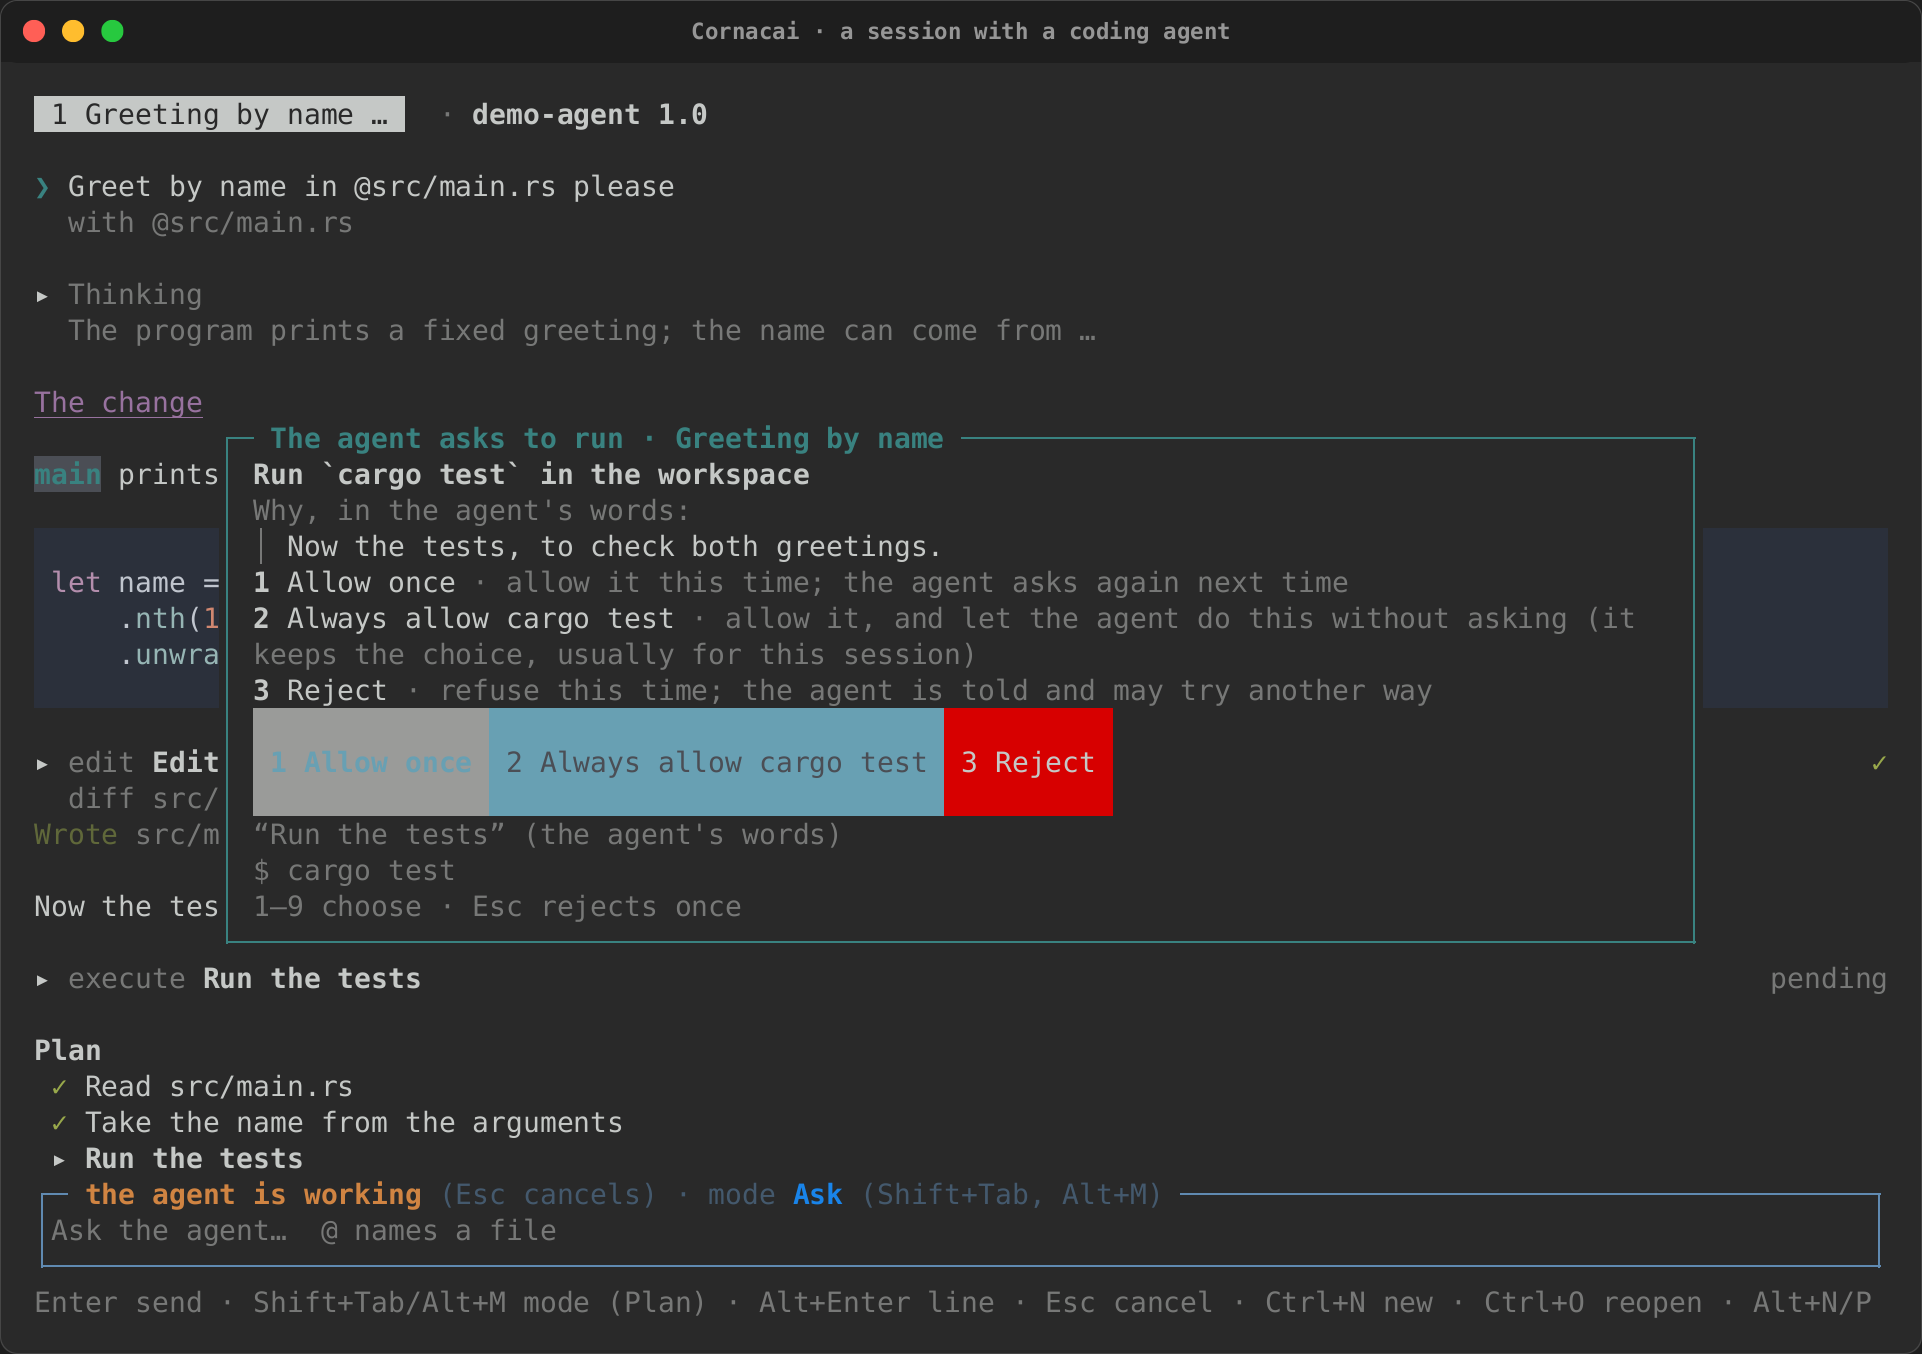 Cornacai · a session with a coding agent
1 Greeting by name … · demo-agent 1.0
❯ Greet by name in @src/main.rs please
with @src/main.rs
▸ Thinking
The program prints a fixed greeting; the name can come from …
The change
The agent asks to run · Greeting by name
main prints
Run `cargo test` in the workspace
Why, in the agent's words:
│ Now the tests, to check both greetings.
let name =
1 Allow once · allow it this time; the agent asks again next time
.nth(1
2 Always allow cargo test · allow it, and let the agent do this without asking (it
.unwra
keeps the choice, usually for this session)
3 Reject · refuse this time; the agent is told and may try another way
▸ edit Edit
1 Allow once 2 Always allow cargo test 3 Reject
✓
diff src/
Wrote src/m
“Run the tests” (the agent's words)
$ cargo test
Now the tes
1–9 choose · Esc rejects once
▸ execute Run the tests pending
Plan
✓ Read src/main.rs
✓ Take the name from the arguments
▸ Run the tests
the agent is working (Esc cancels) · mode Ask (Shift+Tab, Alt+M)
Ask the agent… @ names a file
Enter send · Shift+Tab/Alt+M mode (Plan) · Alt+Enter line · Esc cancel · Ctrl+N new · Ctrl+O reopen · Alt+N/P